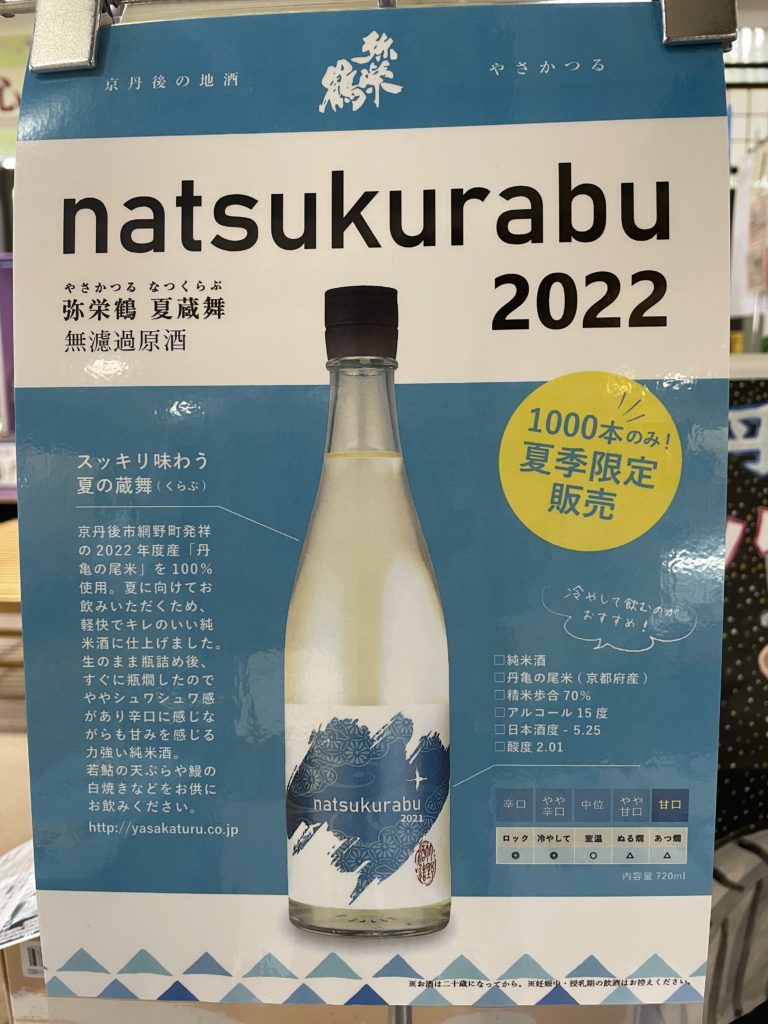 京丹後の地酒
弥栄鶴
やさかつる
natsukurabu
2022
やさかつる なつくらぶ
弥栄鶴 夏蔵舞
無濾過原酒
1000本のみ!
夏季限定
販売
スッキリ味わう
夏の蔵舞(くらぶ)
京丹後市網野町発祥
の2022年度産「丹
亀の尾米」を100%
使用。夏に向けてお
飲みいただくため、
軽快でキレのいい純
米酒に仕上げました。
生のまま瓶詰め後、
すぐに瓶燗したので
ややシュワシュワ感
があり辛口に感じな
がらも甘みを感じる
力強い純米酒。
若鮎の天ぷらや鰻の
白焼きなどをお供に
お飲みください。
http://yasakaturu.co.jp
natsukurabu
2021
冷やして飲むのが
おすすめ!
□純米酒
□丹亀の尾米(京都府産)
□精米歩合70%
□アルコール15度
□日本酒度 - 5.25
□酸度2.01
辛口 やや辛口 中位 やや甘口 甘口
ロック 冷やして 室温 ぬる燗 あつ燗
◎ ◎ ○ △ △
内容量720ml
※お酒は二十歳になってから。※妊娠中・授乳期の飲酒はお控えください。